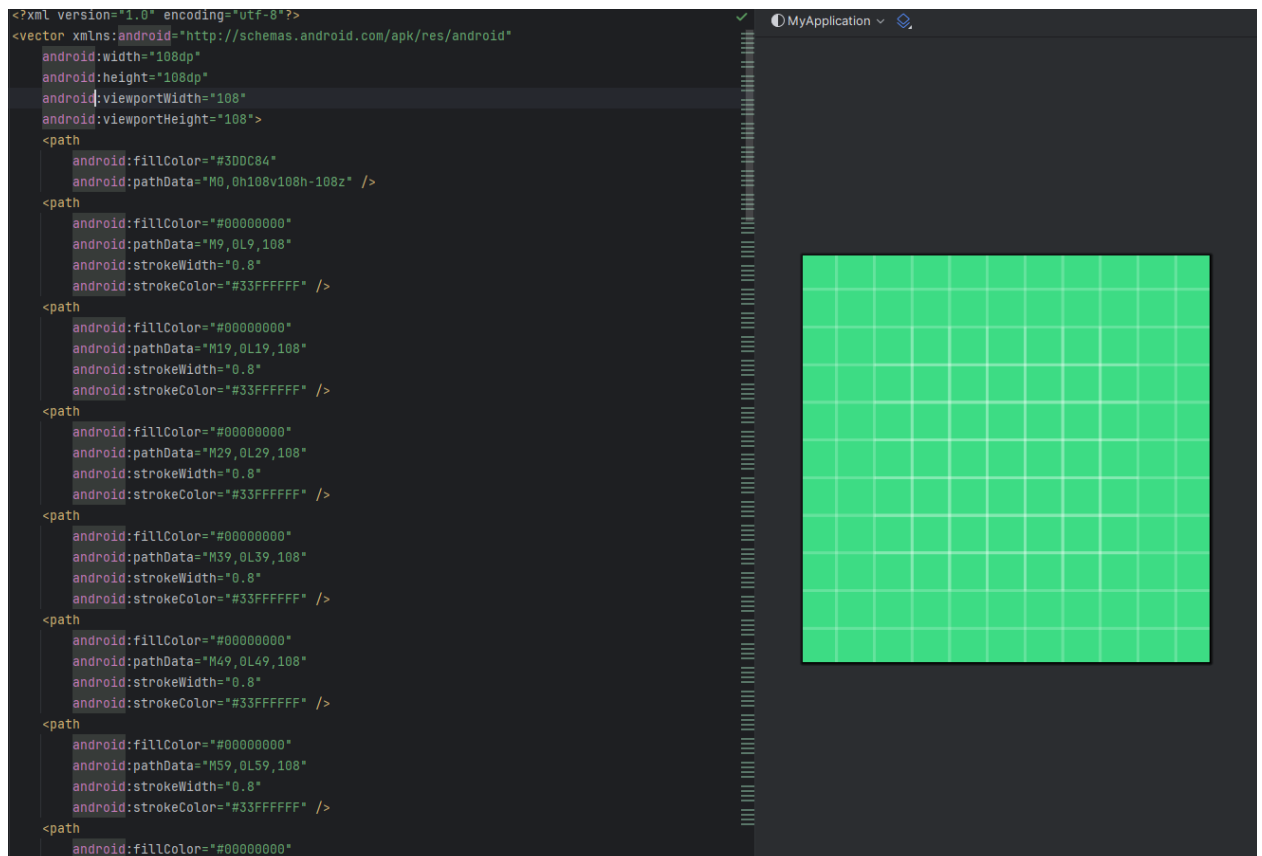 <?xml version="1.0" encoding="utf-8"?>
<vector xmlns:android="http://schemas.android.com/apk/res/android"
    android:width="108dp"
    android:height="108dp"
    android:viewportWidth="108"
    android:viewportHeight="108">
    <path
        android:fillColor="#3DDC84"
        android:pathData="M0,0h108v108h-108z" />
    <path
        android:fillColor="#00000000"
        android:pathData="M9,0L9,108"
        android:strokeWidth="0.8"
        android:strokeColor="#33FFFFFF" />
    <path
        android:fillColor="#00000000"
        android:pathData="M19,0L19,108"
        android:strokeWidth="0.8"
        android:strokeColor="#33FFFFFF" />
    <path
        android:fillColor="#00000000"
        android:pathData="M29,0L29,108"
        android:strokeWidth="0.8"
        android:strokeColor="#33FFFFFF" />
    <path
        android:fillColor="#00000000"
        android:pathData="M39,0L39,108"
        android:strokeWidth="0.8"
        android:strokeColor="#33FFFFFF" />
    <path
        android:fillColor="#00000000"
        android:pathData="M49,0L49,108"
        android:strokeWidth="0.8"
        android:strokeColor="#33FFFFFF" />
    <path
        android:fillColor="#00000000"
        android:pathData="M59,0L59,108"
        android:strokeWidth="0.8"
        android:strokeColor="#33FFFFFF" />
    <path
        android:fillColor="#00000000"
MyApplication